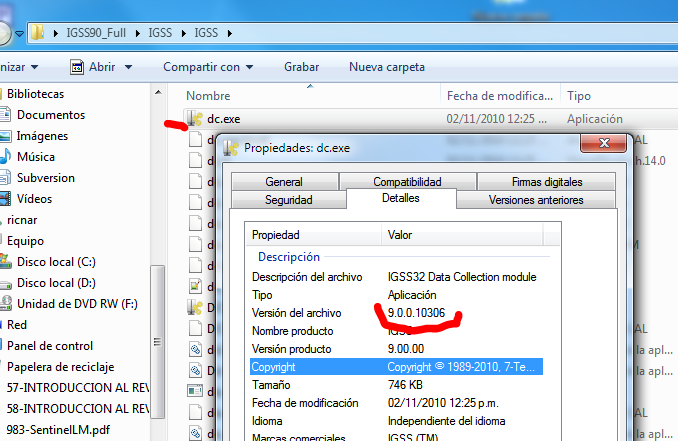 IGSS90_Full ▸ IGSS ▸ IGSS ▸
nizar Abrir Compartir con Grabar Nueva carpeta
Nombre Fecha de modifica... Tipo
Bibliotecas
Documentos
Imágenes
Música
Subversion
Vídeos
ricnar
Equipo
Disco local (C:)
Disco local (D:)
Unidad de DVD RW (F:)
Red
Panel de control
Papelera de reciclaje
57-INTRODUCCION AL REV
58-INTRODUCCION AL REV
983-SentinelLM.pdf
dc.exe 02/11/2010 12:25 ... Aplicación
Propiedades: dc.exe
General Compatibilidad Firmas digitales
Seguridad Detalles Versiones anteriores
Propiedad Valor
Descripción
Descripción del archivo IGSS32 Data Collection module
Tipo Aplicación
Versión del archivo 9.0.0.10306
Nombre producto IGSS
Versión producto 9.00.00
Copyright Copyright © 1989-2010, 7-Te...
Tamaño 746 KB
Fecha de modificación 02/11/2010 12:25 p.m.
Idioma Independiente del idioma
Marcas comerciales IGSS (TM)